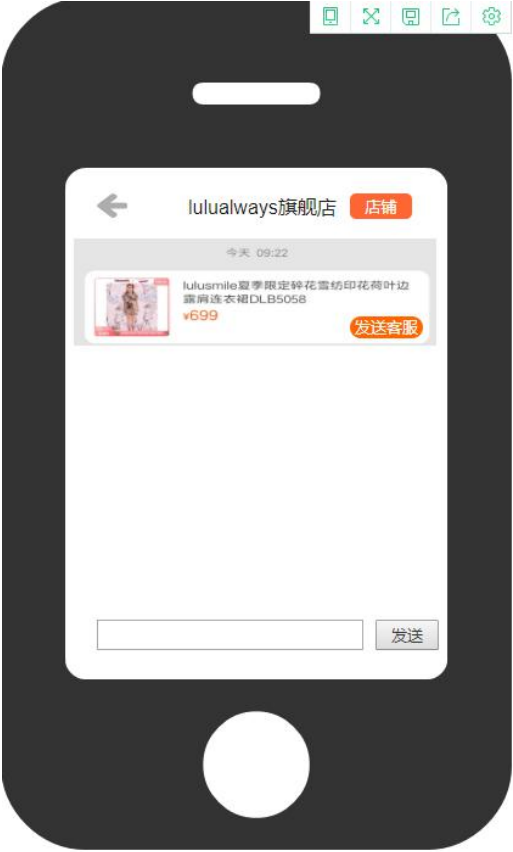 lulualways旗舰店
店铺
今天 09:22
lulusmile夏季限定碎花雪纺印花荷叶边
露肩连衣裙DLB5058
¥699
发送客服
发送